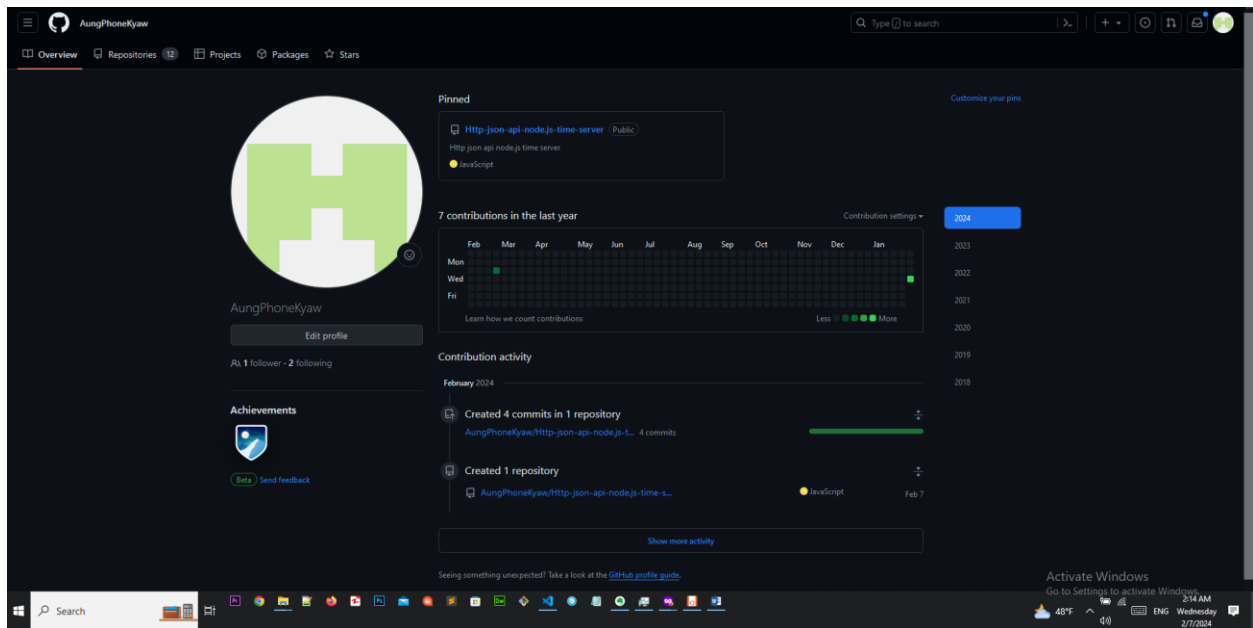 AungPhoneKyaw
Type / to search
Overview Repositories 12 Projects Packages Stars
Pinned
Customize your pins
Http-json-api-node.js-time-server Public
Http json api node.js time server
JavaScript
7 contributions in the last year
Contribution settings
2024
2023
2022
2021
2020
2019
2018
Feb Mar Apr May Jun Jul Aug Sep Oct Nov Dec Jan
Mon
Wed
Fri
Learn how we count contributions
Less More
AungPhoneKyaw
Edit profile
1 follower · 2 following
Achievements
Beta Send feedback
Contribution activity
February 2024
Created 4 commits in 1 repository
AungPhoneKyaw/Http-json-api-node.js-t... 4 commits
Created 1 repository
AungPhoneKyaw/Http-json-api-node.js-time-s... JavaScript Feb 7
Show more activity
Seeing something unexpected? Take a look at the GitHub profile guide.
Activate Windows
Go to Settings to activate Windows.
Search
Pr
Ps
Dw
48°F
ENG
2:14 AM
Wednesday
2/7/2024